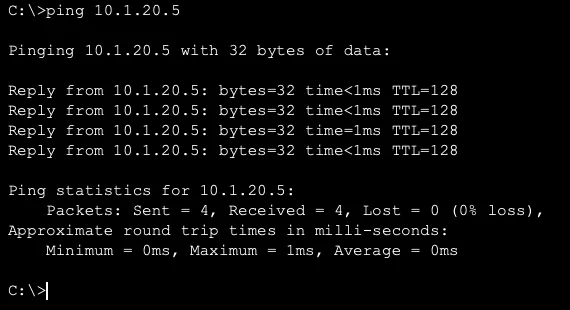 C:\>ping 10.1.20.5
Pinging 10.1.20.5 with 32 bytes of data:
Reply from 10.1.20.5: bytes=32 time<1ms TTL=128
Reply from 10.1.20.5: bytes=32 time<1ms TTL=128
Reply from 10.1.20.5: bytes=32 time=1ms TTL=128
Reply from 10.1.20.5: bytes=32 time<1ms TTL=128
Ping statistics for 10.1.20.5:
    Packets: Sent = 4, Received = 4, Lost = 0 (0% loss),
Approximate round trip times in milli-seconds:
    Minimum = 0ms, Maximum = 1ms, Average = 0ms
C:\>